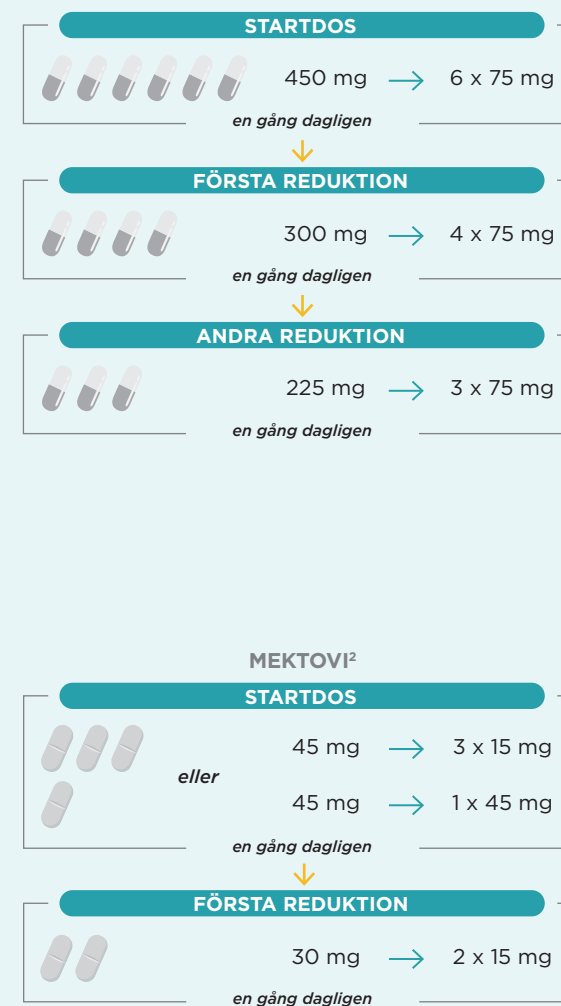 STARTDOS
450 mg → 6 x 75 mg
en gång dagligen
FÖRSTA REDUKTION
300 mg → 4 x 75 mg
en gång dagligen
ANDRA REDUKTION
225 mg → 3 x 75 mg
en gång dagligen
MEKTOVI²
STARTDOS
45 mg → 3 x 15 mg
eller
45 mg → 1 x 45 mg
en gång dagligen
FÖRSTA REDUKTION
30 mg → 2 x 15 mg
en gång dagligen